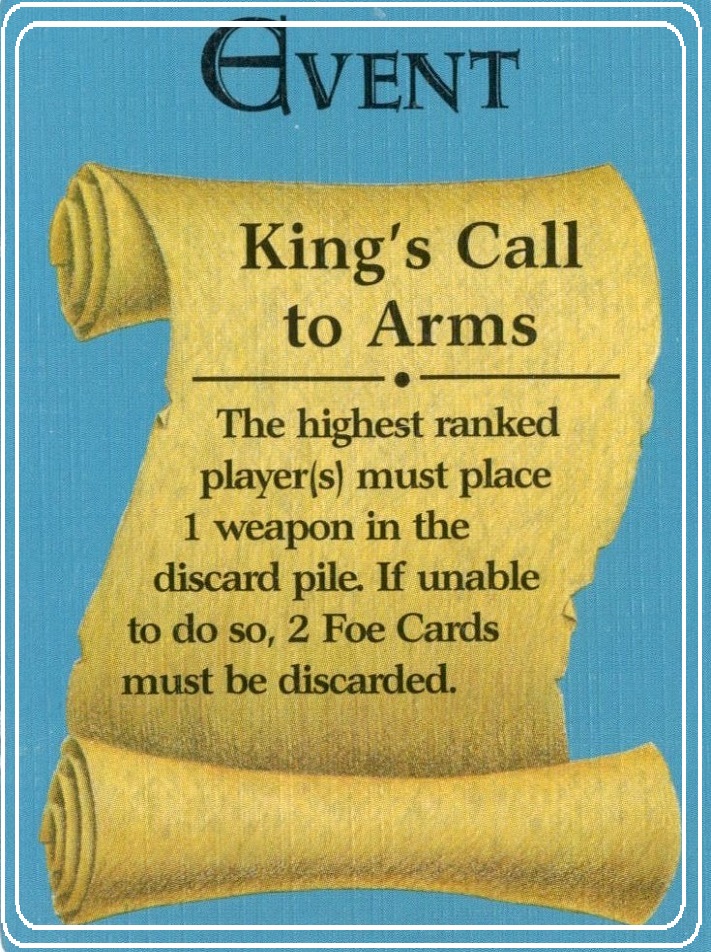 EVENT
King's Call
to Arms
The highest ranked
player(s) must place
1 weapon in the
discard pile. If unable
to do so, 2 Foe Cards
must be discarded.